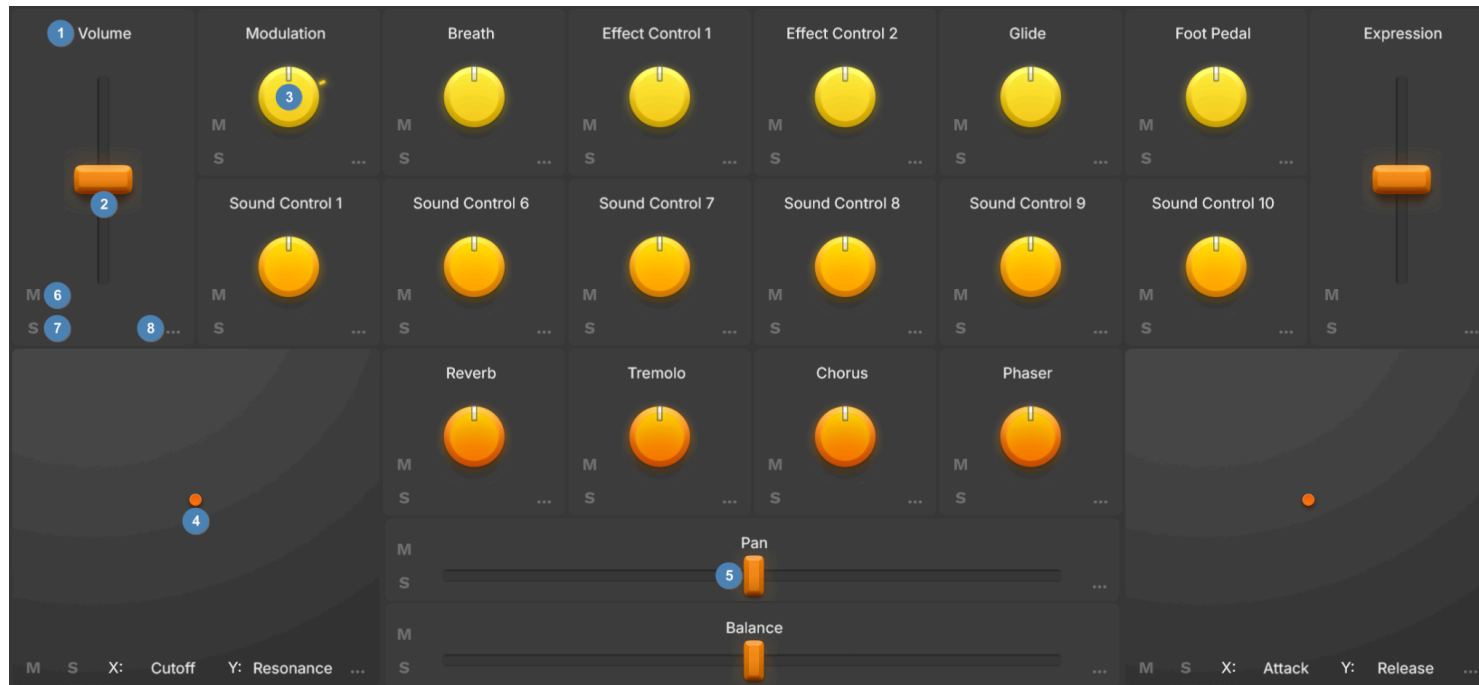 1 Volume
Modulation
Breath
Effect Control 1
Effect Control 2
Glide
Foot Pedal
Expression
3
M
M
M
M
M
M
S ...
S ...
S ...
S ...
S ...
S ...
2
Sound Control 1
Sound Control 6
Sound Control 7
Sound Control 8
Sound Control 9
Sound Control 10
M 6
M
M
M
M
M
M
M
S 7 8 ...
S ...
S ...
S ...
S ...
S ...
S ...
S ...
Reverb
Tremolo
Chorus
Phaser
M
M
M
M
S ...
S ...
S ...
S ...
4
Pan
M
5
S ...
Balance
M
S ...
M S X: Cutoff Y: Resonance ...
M S X: Attack Y: Release ...